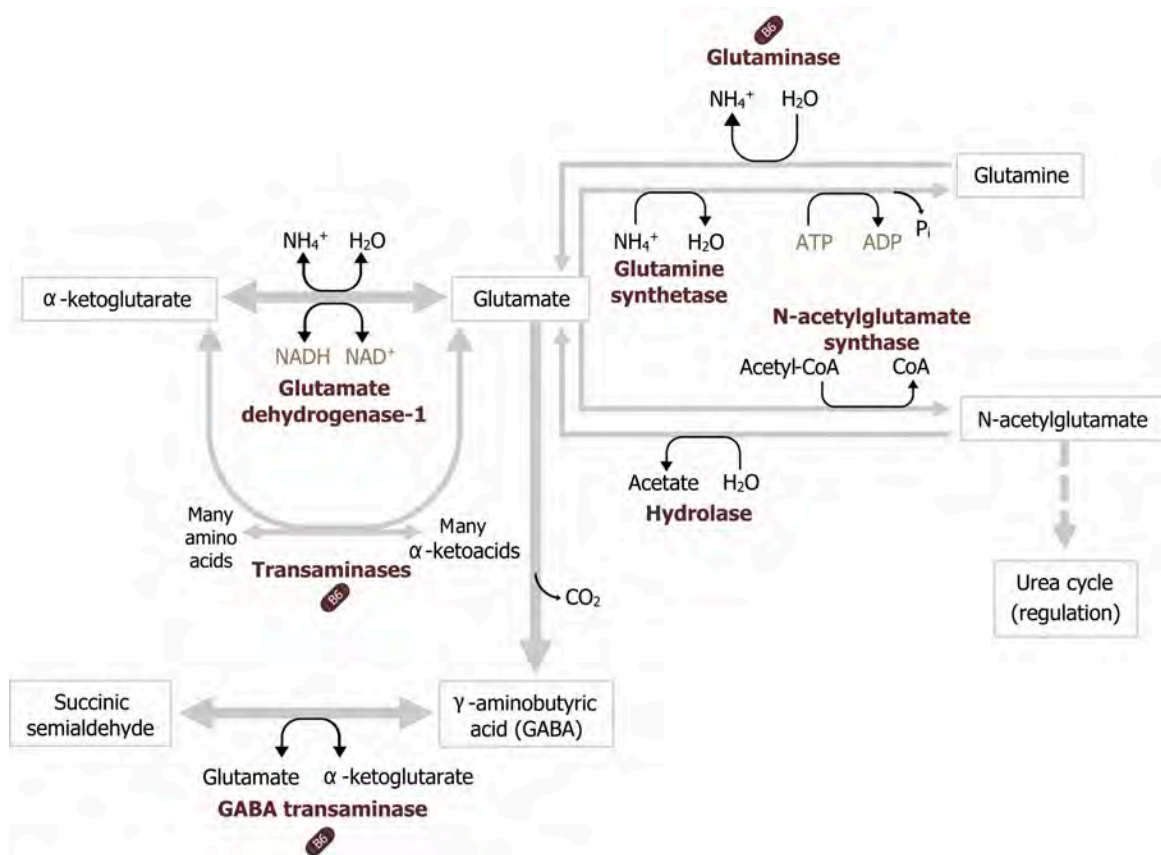 B6
Glutaminase
NH₄⁺ H₂O
Glutamine
NH₄⁺ H₂O
ATP ADP Pᵢ
Glutamine
synthetase
NH₄⁺ H₂O
α-ketoglutarate
Glutamate
NADH NAD⁺
Glutamate
dehydrogenase-1
N-acetylglutamate
synthase
Acetyl-CoA CoA
N-acetylglutamate
Acetate H₂O
Hydrolase
Many
amino
acids
Many
α-ketoacids
Transaminases
B6
CO₂
Urea cycle
(regulation)
Succinic
semialdehyde
γ-aminobutyric
acid (GABA)
Glutamate α-ketoglutarate
GABA transaminase
B6